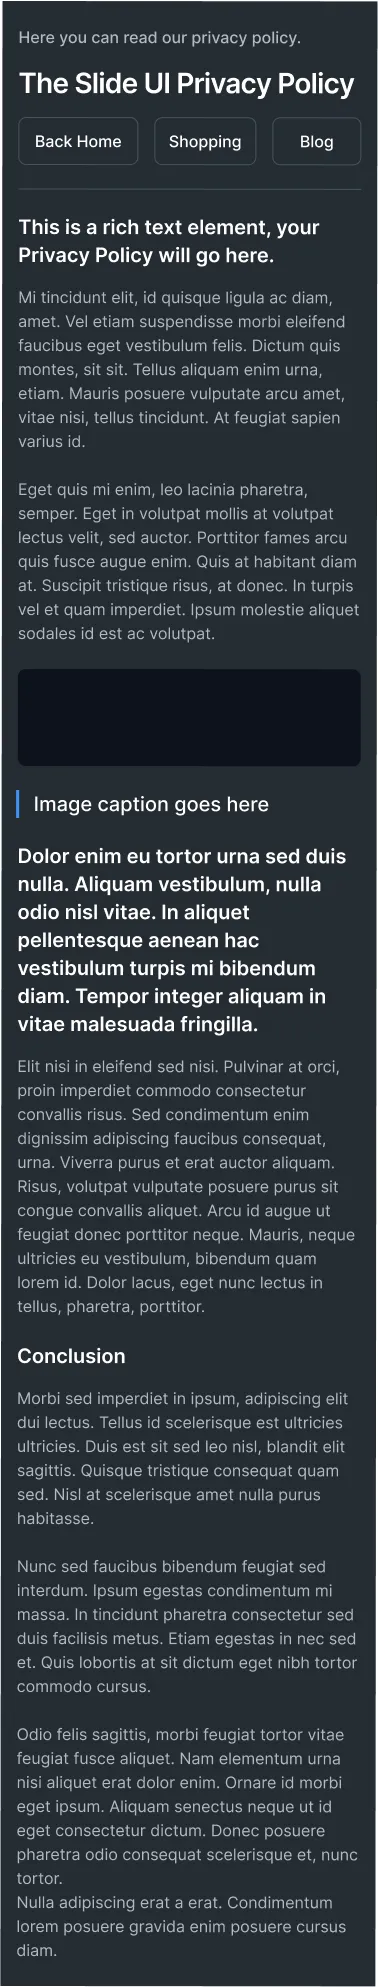 Here you can read our privacy policy.
The Slide UI Privacy Policy
Back Home
Shopping
Blog
This is a rich text element, your
Privacy Policy will go here.
Mi tincidunt elit, id quisque ligula ac diam,
amet. Vel etiam suspendisse morbi eleifend
faucibus eget vestibulum felis. Dictum quis
montes, sit sit. Tellus aliquam enim urna,
etiam. Mauris posuere vulputate arcu amet,
vitae nisi, tellus tincidunt. At feugiat sapien
varius id.
Eget quis mi enim, leo lacinia pharetra,
semper. Eget in volutpat mollis at volutpat
lectus velit, sed auctor. Porttitor fames arcu
quis fusce augue enim. Quis at habitant diam
at. Suscipit tristique risus, at donec. In turpis
vel et quam imperdiet. Ipsum molestie aliquet
sodales id est ac volutpat.
Image caption goes here
Dolor enim eu tortor urna sed duis
nulla. Aliquam vestibulum, nulla
odio nisl vitae. In aliquet
pellentesque aenean hac
vestibulum turpis mi bibendum
diam. Tempor integer aliquam in
vitae malesuada fringilla.
Elit nisi in eleifend sed nisi. Pulvinar at orci,
proin imperdiet commodo consectetur
convallis risus. Sed condimentum enim
dignissim adipiscing faucibus consequat,
urna. Viverra purus et erat auctor aliquam.
Risus, volutpat vulputate posuere purus sit
congue convallis aliquet. Arcu id augue ut
feugiat donec porttitor neque. Mauris, neque
ultricies eu vestibulum, bibendum quam
lorem id. Dolor lacus, eget nunc lectus in
tellus, pharetra, porttitor.
Conclusion
Morbi sed imperdiet in ipsum, adipiscing elit
dui lectus. Tellus id scelerisque est ultricies
ultricies. Duis est sit sed leo nisl, blandit elit
sagittis. Quisque tristique consequat quam
sed. Nisl at scelerisque amet nulla purus
habitasse.
Nunc sed faucibus bibendum feugiat sed
interdum. Ipsum egestas condimentum mi
massa. In tincidunt pharetra consectetur sed
duis facilisis metus. Etiam egestas in nec sed
et. Quis lobortis at sit dictum eget nibh tortor
commodo cursus.
Odio felis sagittis, morbi feugiat tortor vitae
feugiat fusce aliquet. Nam elementum urna
nisi aliquet erat dolor enim. Ornare id morbi
eget ipsum. Aliquam senectus neque ut id
eget consectetur dictum. Donec posuere
pharetra odio consequat scelerisque et, nunc
tortor.
Nulla adipiscing erat a erat. Condimentum
lorem posuere gravida enim posuere cursus
diam.